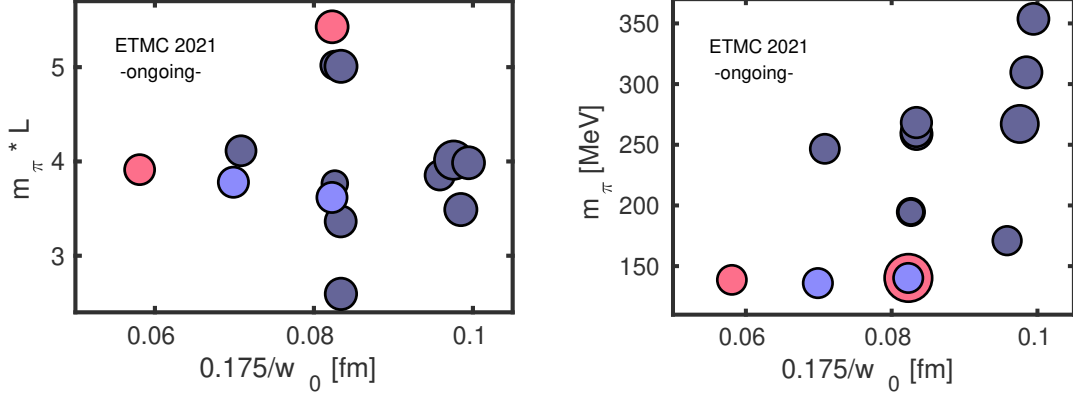 ETMC 2021
-ongoing-
5
4
3
m π * L
0.06
0.08
0.1
0.175/w 0 [fm]
ETMC 2021
-ongoing-
350
300
250
200
150
m π [MeV]
0.06
0.08
0.1
0.175/w 0 [fm]